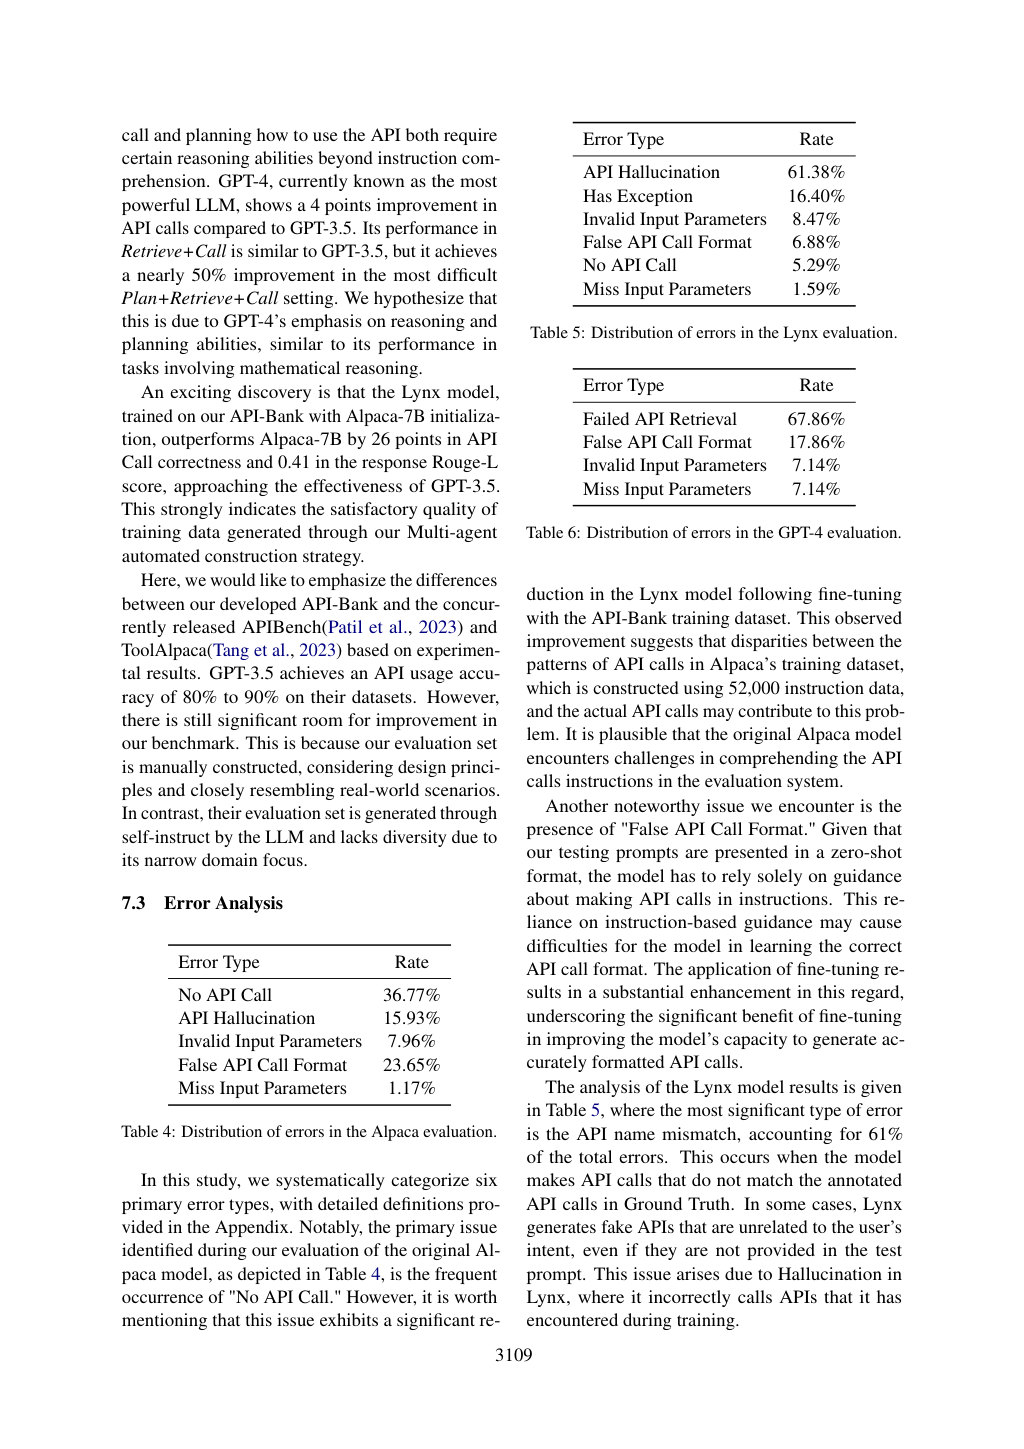 call and planning how to use the API both require
certain reasoning abilities beyond instruction com-
prehension. GPT-4, currently known as the most
powerful LLM, shows a 4 points improvement in
API calls compared to GPT-3.5. Its performance in
Retrieve+Call is similar to GPT-3.5, but it achieves
a nearly 50% improvement in the most difficult
Plan+Retrieve+Call setting. We hypothesize that
this is due to GPT-4's emphasis on reasoning and
planning abilities, similar to its performance in
tasks involving mathematical reasoning.
An exciting discovery is that the Lynx model,
trained on our API-Bank with Alpaca-7B initializa-
tion, outperforms Alpaca-7B by 26 points in API
Call correctness and 0.41 in the response Rouge-L
score, approaching the effectiveness of GPT-3.5.
This strongly indicates the satisfactory quality of
training data generated through our Multi-agent
automated construction strategy.
Here, we would like to emphasize the differences
between our developed API-Bank and the concur-
rently released APIBench(Patil et al., 2023) and
ToolAlpaca(Tang et al., 2023) based on experimen-
tal results. GPT-3.5 achieves an API usage accu-
racy of 80% to 90% on their datasets. However,
there is still significant room for improvement in
our benchmark. This is because our evaluation set
is manually constructed, considering design princi-
ples and closely resembling real-world scenarios.
In contrast, their evaluation set is generated through
self-instruct by the LLM and lacks diversity due to
its narrow domain focus.
7.3 Error Analysis
Error Type Rate
No API Call 36.77%
API Hallucination 15.93%
Invalid Input Parameters 7.96%
False API Call Format 23.65%
Miss Input Parameters 1.17%
Table 4: Distribution of errors in the Alpaca evaluation.
In this study, we systematically categorize six
primary error types, with detailed definitions pro-
vided in the Appendix. Notably, the primary issue
identified during our evaluation of the original Al-
paca model, as depicted in Table 4, is the frequent
occurrence of "No API Call." However, it is worth
mentioning that this issue exhibits a significant re-
Error Type Rate
API Hallucination 61.38%
Has Exception 16.40%
Invalid Input Parameters 8.47%
False API Call Format 6.88%
No API Call 5.29%
Miss Input Parameters 1.59%
Table 5: Distribution of errors in the Lynx evaluation.
Error Type Rate
Failed API Retrieval 67.86%
False API Call Format 17.86%
Invalid Input Parameters 7.14%
Miss Input Parameters 7.14%
Table 6: Distribution of errors in the GPT-4 evaluation.
duction in the Lynx model following fine-tuning
with the API-Bank training dataset. This observed
improvement suggests that disparities between the
patterns of API calls in Alpaca's training dataset,
which is constructed using 52,000 instruction data,
and the actual API calls may contribute to this prob-
lem. It is plausible that the original Alpaca model
encounters challenges in comprehending the API
calls instructions in the evaluation system.
Another noteworthy issue we encounter is the
presence of "False API Call Format." Given that
our testing prompts are presented in a zero-shot
format, the model has to rely solely on guidance
about making API calls in instructions. This re-
liance on instruction-based guidance may cause
difficulties for the model in learning the correct
API call format. The application of fine-tuning re-
sults in a substantial enhancement in this regard,
underscoring the significant benefit of fine-tuning
in improving the model's capacity to generate ac-
curately formatted API calls.
The analysis of the Lynx model results is given
in Table 5, where the most significant type of error
is the API name mismatch, accounting for 61%
of the total errors. This occurs when the model
makes API calls that do not match the annotated
API calls in Ground Truth. In some cases, Lynx
generates fake APIs that are unrelated to the user's
intent, even if they are not provided in the test
prompt. This issue arises due to Hallucination in
Lynx, where it incorrectly calls APIs that it has
encountered during training.
3109